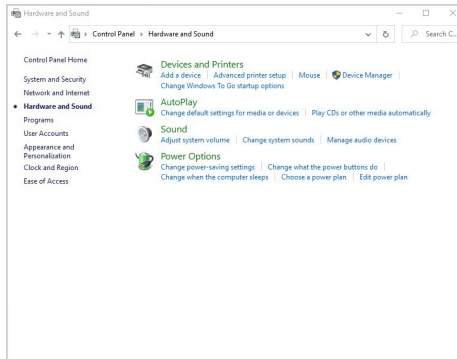 Hardware and Sound
Control Panel
Hardware and Sound
Search C...
Control Panel Home
System and Security
Network and Internet
Hardware and Sound
Programs
User Accounts
Appearance and
Personalization
Clock and Region
Ease of Access
Devices and Printers
Add a device
Advanced printer setup
Mouse
Device Manager
Change Windows To Go startup options
AutoPlay
Change default settings for media or devices
Play CDs or other media automatically
Sound
Adjust system volume
Change system sounds
Manage audio devices
Power Options
Change power-saving settings
Change what the power buttons do
Change when the computer sleeps
Choose a power plan
Edit power plan